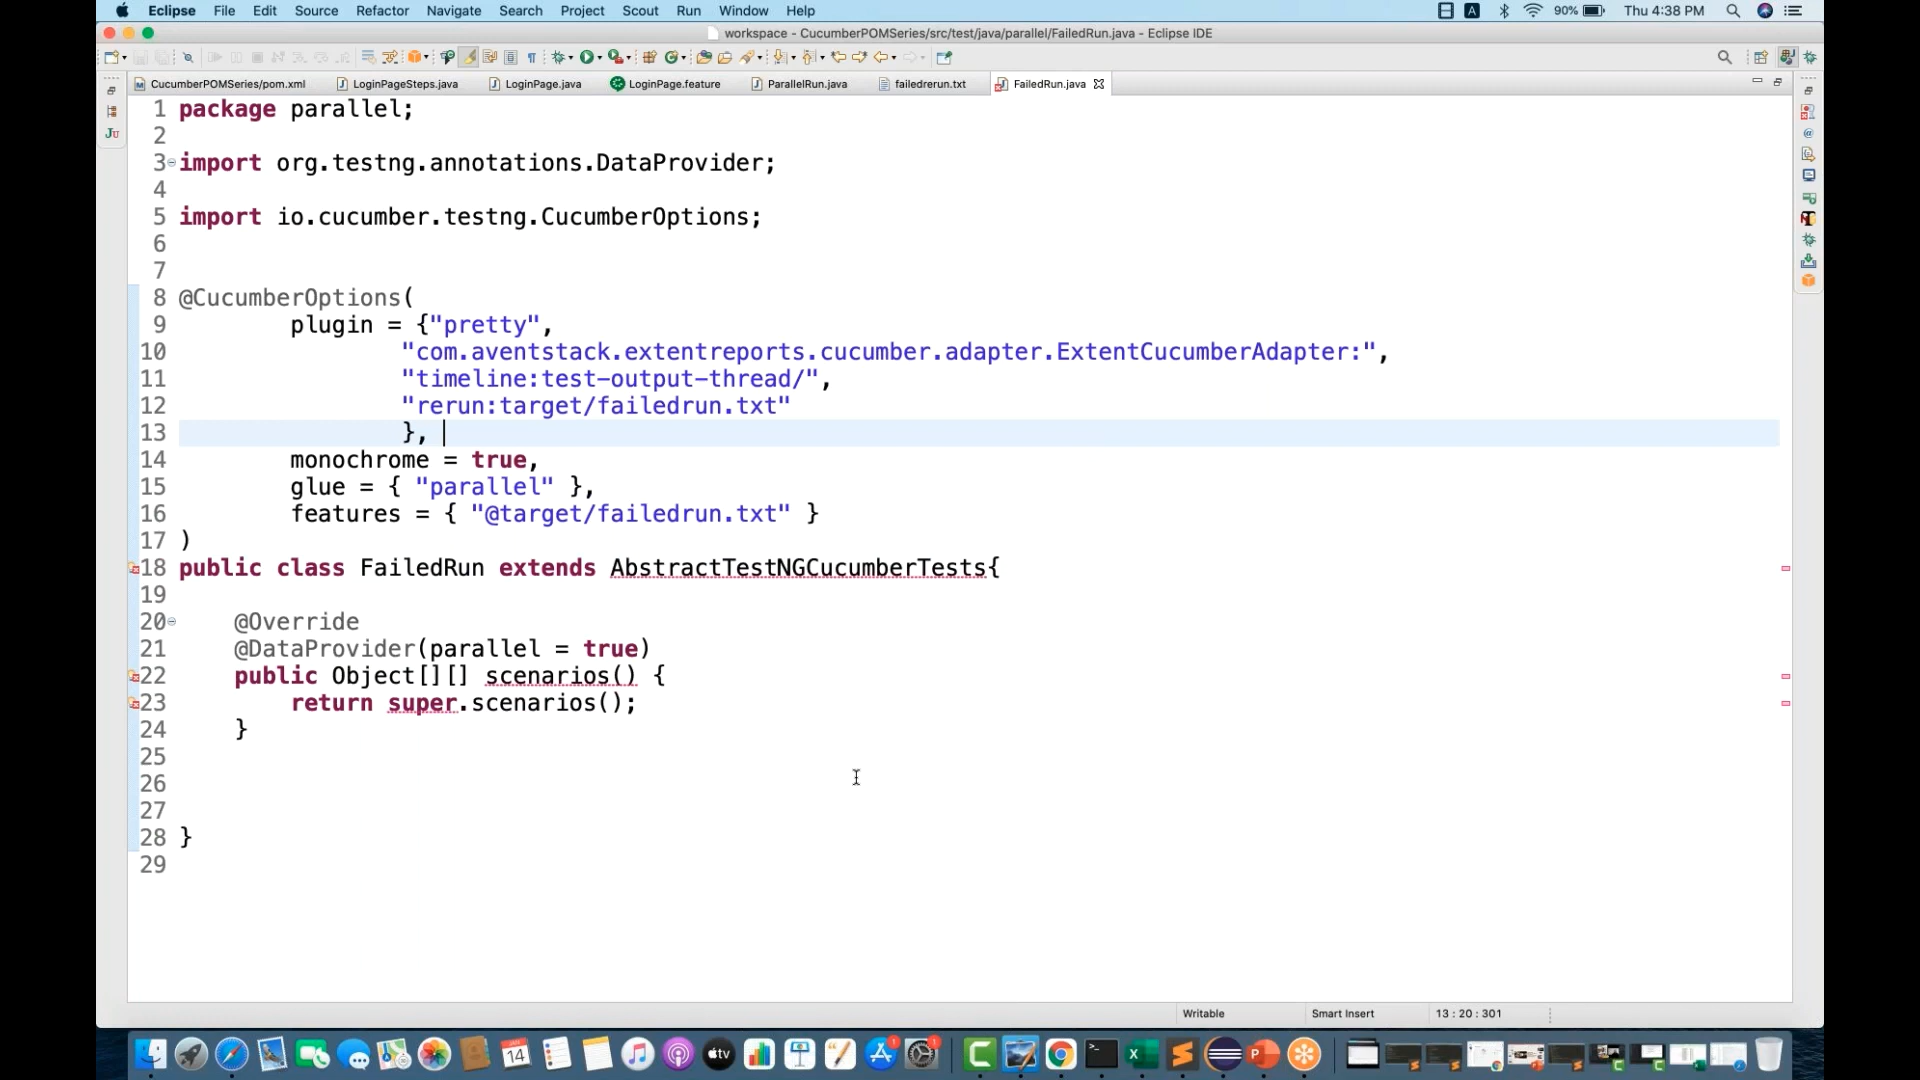 Eclipse File Edit Source Refactor Navigate Search Project Scout Run Window Help 90% Thu 4:38 PM
workspace - CucumberPOMSeries/src/test/java/parallel/FailedRun.java - Eclipse IDE
CucumberPOMSeries/pom.xml LoginPageSteps.java LoginPage.java LoginPage.feature ParallelRun.java failedrerun.txt FailedRun.java
1 package parallel;
2
3 import org.testng.annotations.DataProvider;
4
5 import io.cucumber.testng.CucumberOptions;
6
7
8 @CucumberOptions(
9 plugin = {"pretty",
10 "com.aventstack.extentreports.cucumber.adapter.ExtentCucumberAdapter:",
11 "timeline:test-output-thread/",
12 "rerun:target/failedrun.txt"
13 },
14 monochrome = true,
15 glue = { "parallel" },
16 features = { "@target/failedrun.txt" }
17 )
18 public class FailedRun extends AbstractTestNGCucumberTests{
19
20 @Override
21 @DataProvider(parallel = true)
22 public Object[][] scenarios() {
23 return super.scenarios();
24 }
25
26
27
28 }
29
Writable Smart Insert 13 : 20 : 301